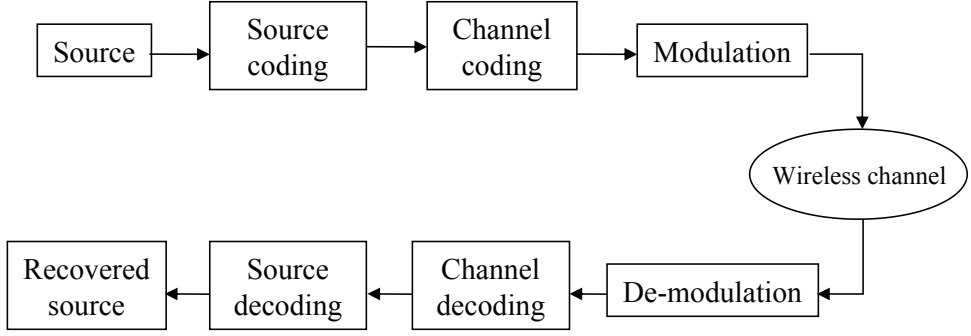 Source
Source
coding
Channel
coding
Modulation
Wireless channel
Recovered
source
Source
decoding
Channel
decoding
De-modulation